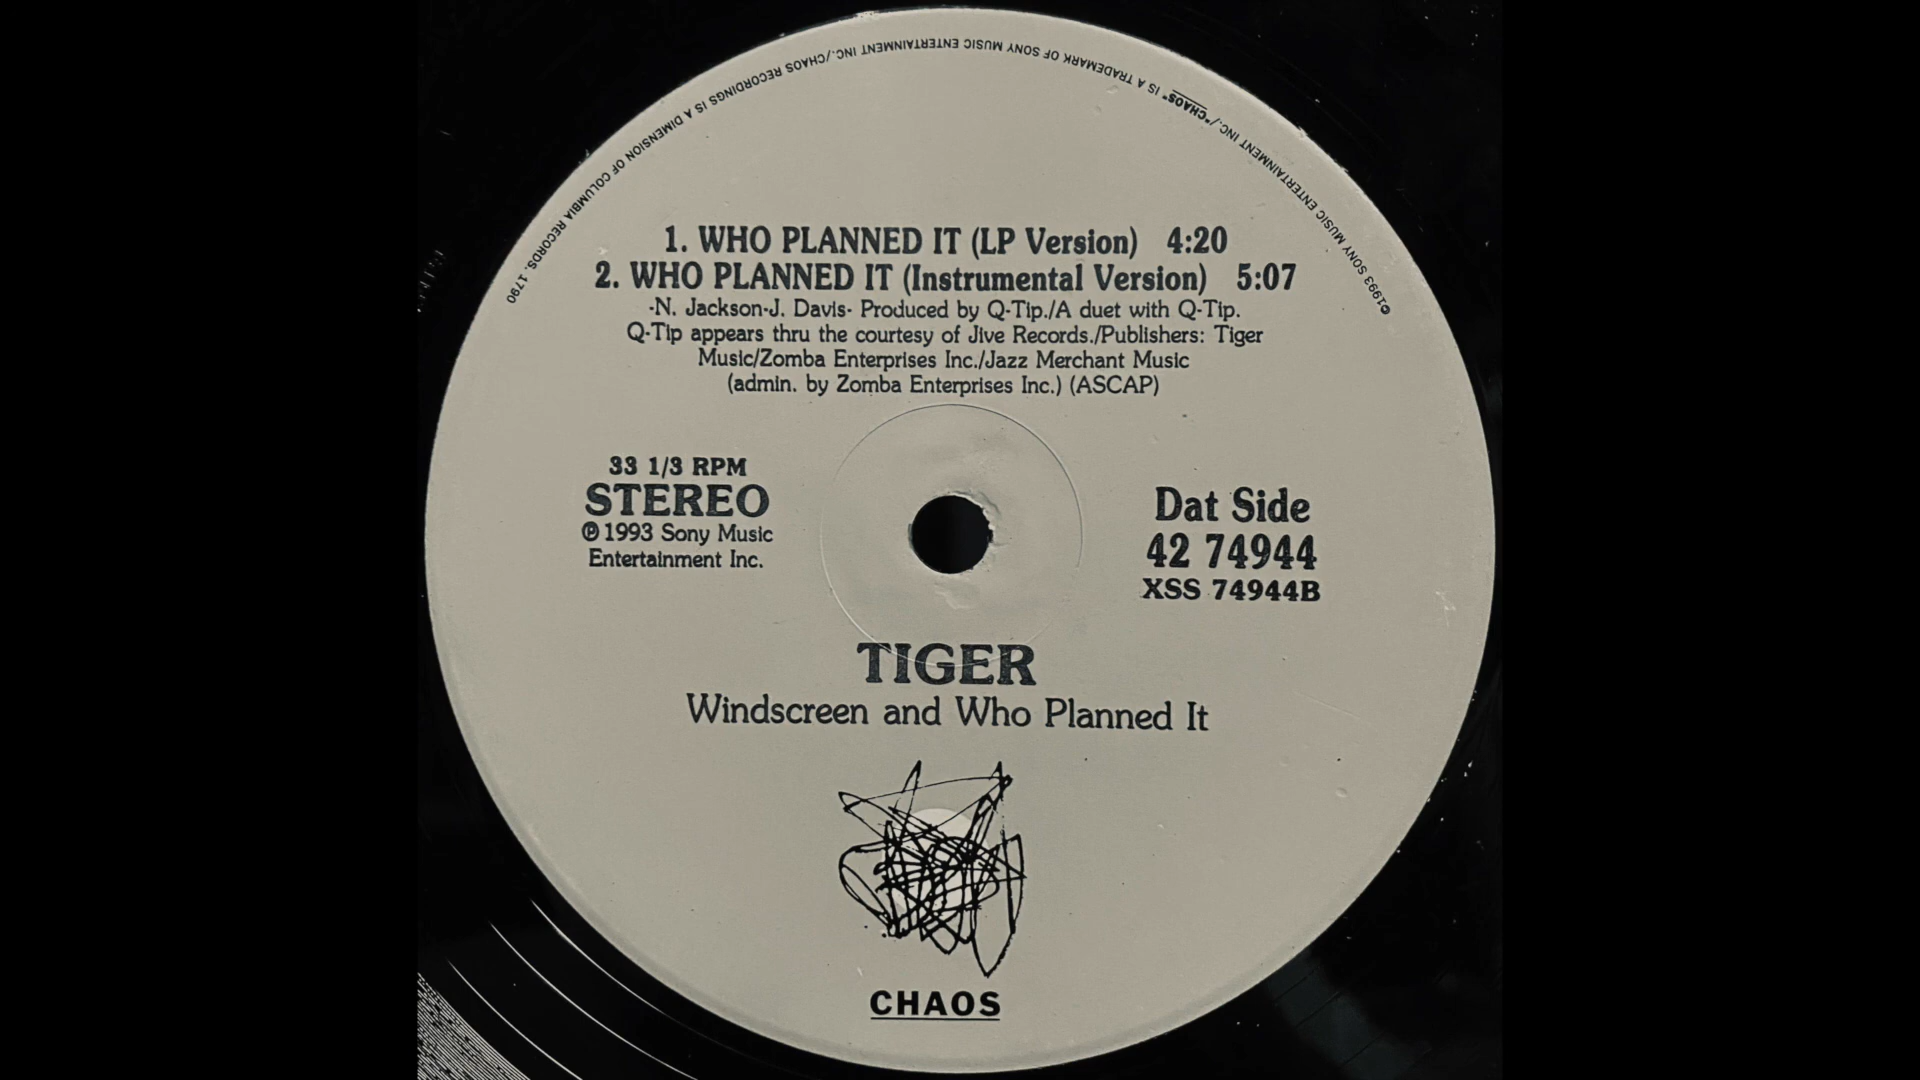 1. WHO PLANNED IT (LP Version) 4:20
2. WHO PLANNED IT (Instrumental Version) 5:07
-N. Jackson-J. Davis- Produced by Q-Tip./A duet with Q-Tip.
Q-Tip appears thru the courtesy of Jive Records./Publishers: Tiger
Music/Zomba Enterprises Inc./Jazz Merchant Music
(admin. by Zomba Enterprises Inc.) (ASCAP)
33 1/3 RPM
STEREO
℗ 1993 Sony Music
Entertainment Inc.
Dat Side
42 74944
XSS 74944B
TIGER
Windscreen and Who Planned It
CHAOS
©1993 SONY MUSIC ENTERTAINMENT INC./"CHAOS" IS A TRADEMARK OF SONY MUSIC ENTERTAINMENT INC./CHAOS RECORDINGS IS A DIMENSION OF COLUMBIA RECORDS. 1790